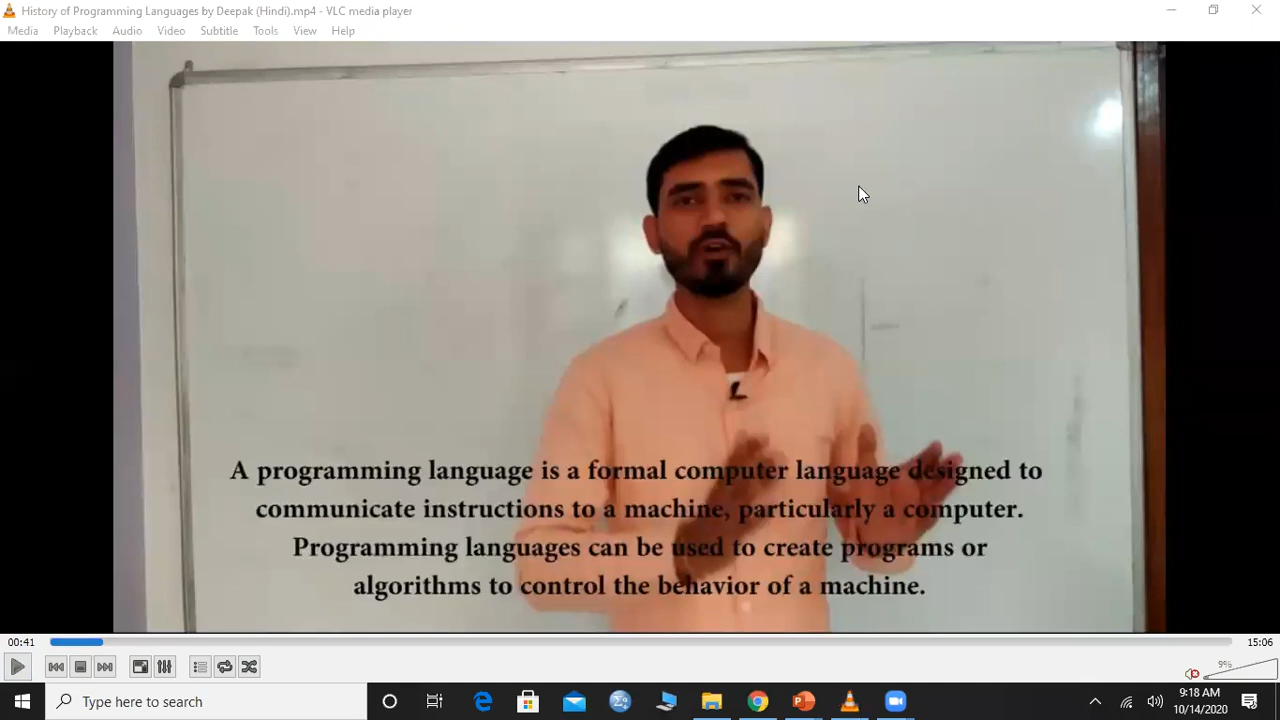 History of Programming Languages by Deepak (Hindi).mp4 - VLC media player
Media Playback Audio Video Subtitle Tools View Help
A programming language is a formal computer language designed to
communicate instructions to a machine, particularly a computer.
Programming languages can be used to create programs or
algorithms to control the behavior of a machine.
00:41
15:06
9%
Type here to search
9:18 AM
10/14/2020